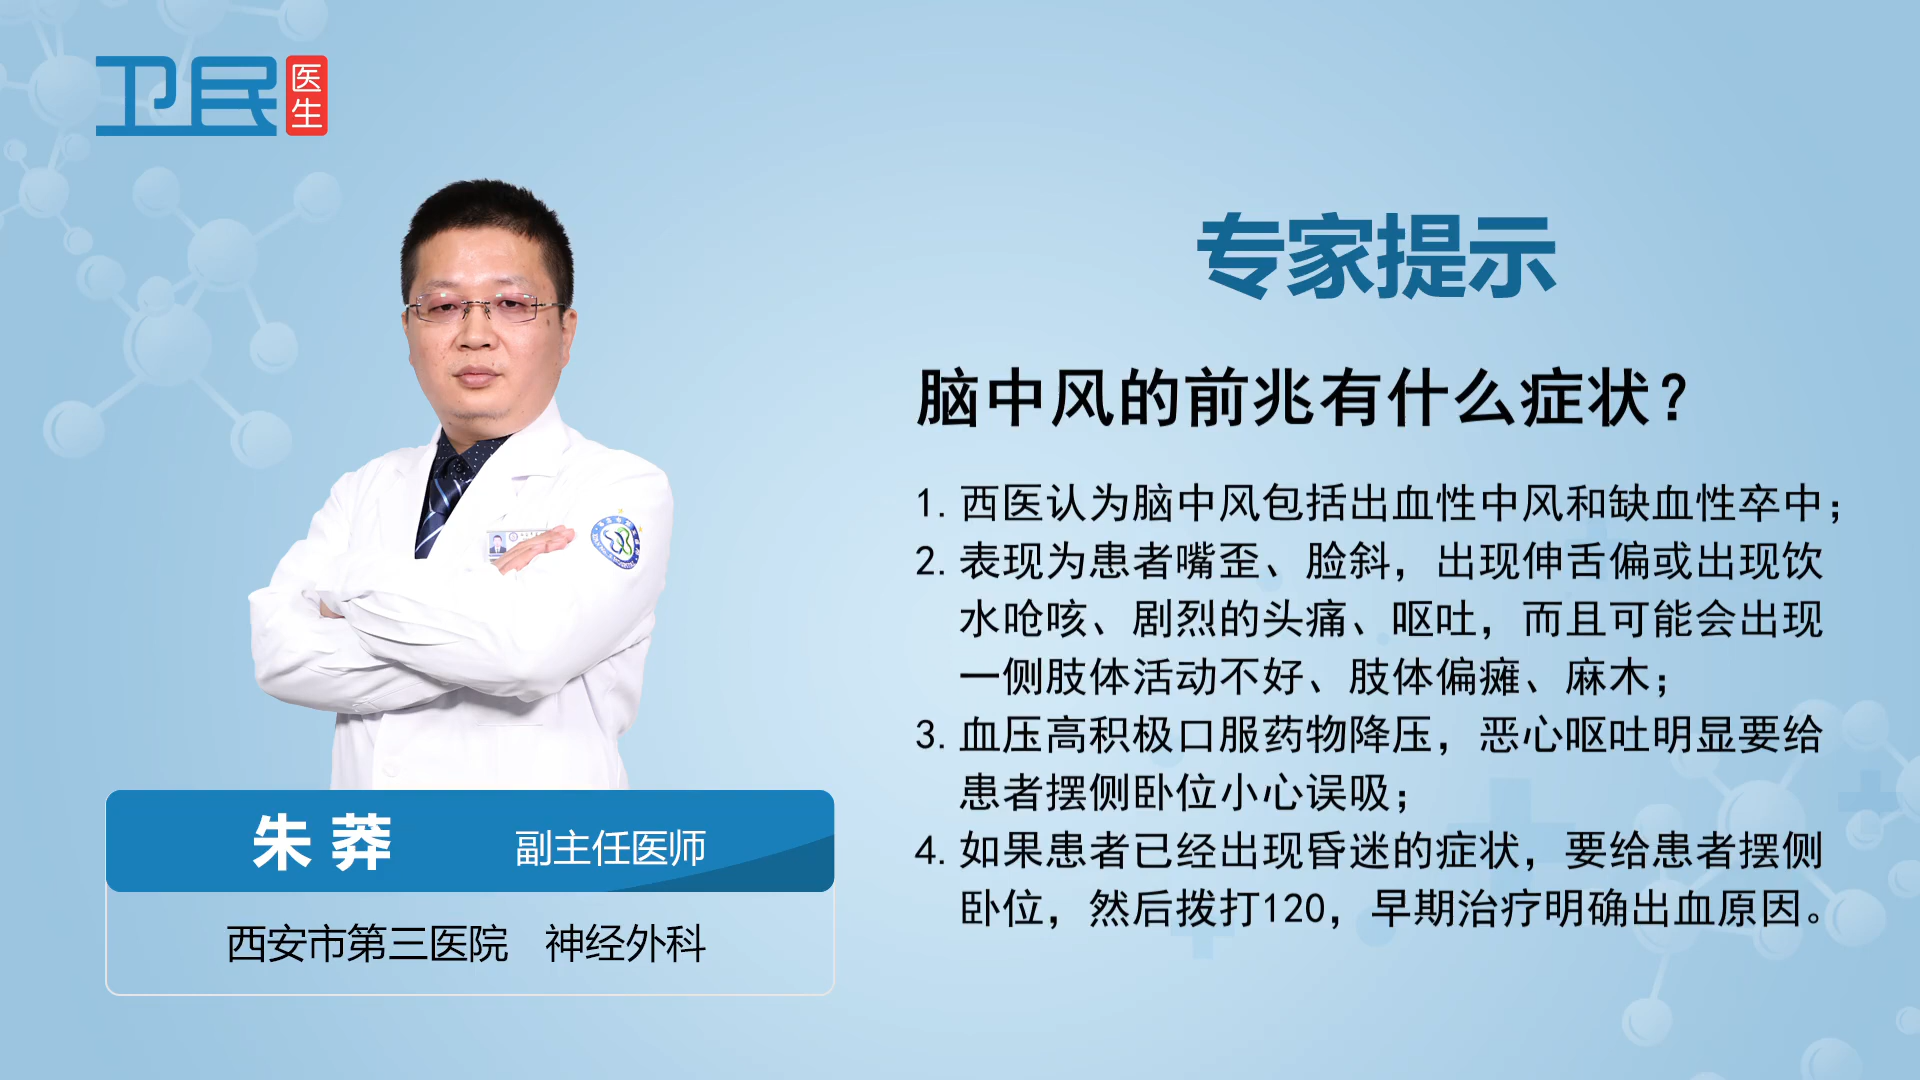 卫民医生
专家提示
脑中风的前兆有什么症状？
1. 西医认为脑中风包括出血性中风和缺血性卒中；
2. 表现为患者嘴歪、脸斜，出现伸舌偏或出现饮
水呛咳、剧烈的头痛、呕吐，而且可能会出现
一侧肢体活动不好、肢体偏瘫、麻木；
3. 血压高积极口服药物降压，恶心呕吐明显要给
患者摆侧卧位小心误吸；
4. 如果患者已经出现昏迷的症状，要给患者摆侧
卧位，然后拨打120，早期治疗明确出血原因。
朱莽 副主任医师
西安市第三医院 神经外科